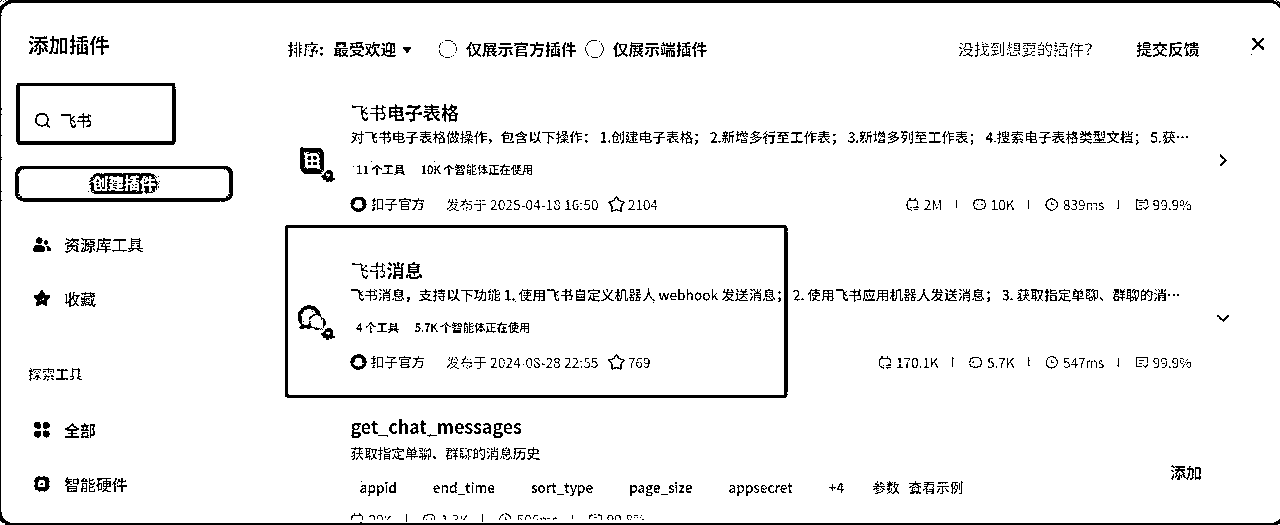 添加插件
飞书
创建插件
资源库工具
收藏
探索工具
全部
智能硬件
排序: 最受欢迎 仅展示官方插件 仅展示端插件 没找到想要的插件? 提交反馈
飞书电子表格
对飞书电子表格做操作，包含以下操作： 1.创建电子表格； 2.新增多行至工作表； 3.新增多列至工作表； 4.搜索电子表格类型文档； 5.获…
11 个工具 10K 个智能体正在使用
扣子官方 发布于 2025-04-18 16:50 2104 2M 10K 839ms 99.9%
飞书消息
飞书消息，支持以下功能 1. 使用飞书自定义机器人 webhook 发送消息； 2. 使用飞书应用机器人发送消息； 3. 获取指定单聊、群聊的消…
4 个工具 5.7K 个智能体正在使用
扣子官方 发布于 2024-08-28 22:55 769 170.1K 5.7K 547ms 99.9%
get_chat_messages
获取指定单聊、群聊的消息历史
appid end_time sort_type page_size appsecret +4 参数 查看示例
添加